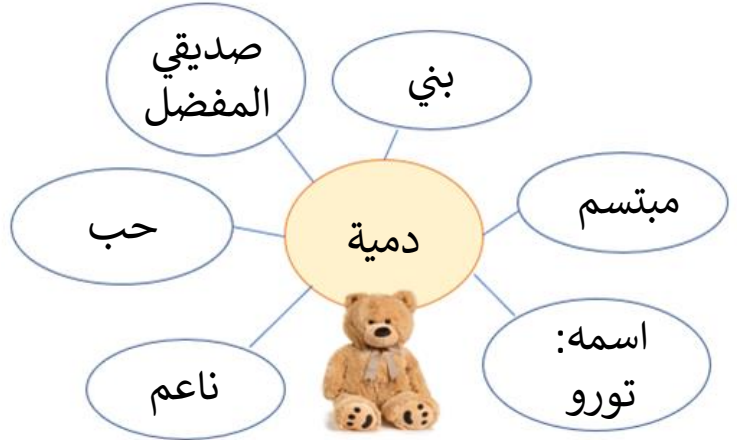 صديقي
المفضل
بني
مبتسم
حب
دمية
اسمه:
تورو
ناعم